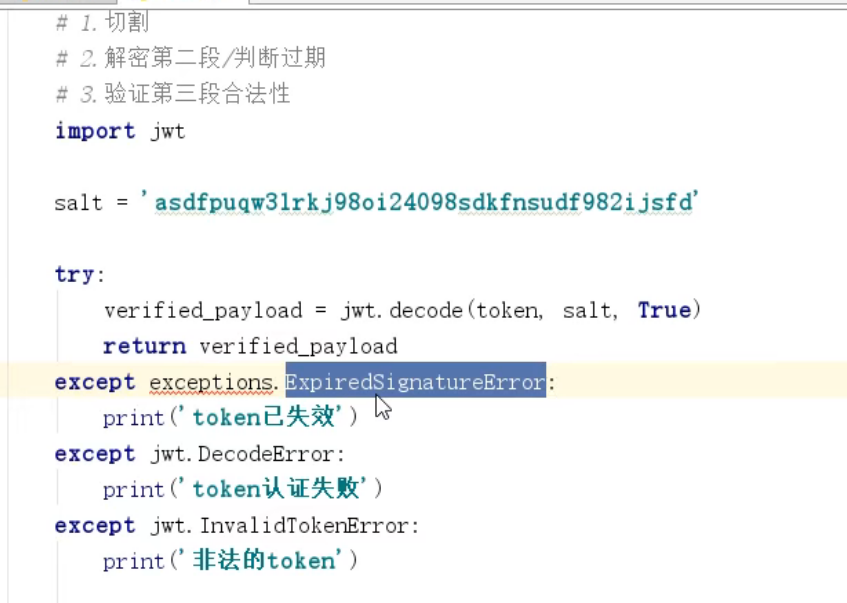 # 1.切割
# 2.解密第二段/判断过期
# 3.验证第三段合法性
import jwt
salt = 'asdfpuqw3lrkj98oi24098sdkfnsudf982ijsfd'
try:
verified_payload = jwt.decode(token, salt, True)
return verified_payload
except exceptions.ExpiredSignatureError:
print('token已失效')
except jwt.DecodeError:
print('token认证失败')
except jwt.InvalidTokenError:
print('非法的token')